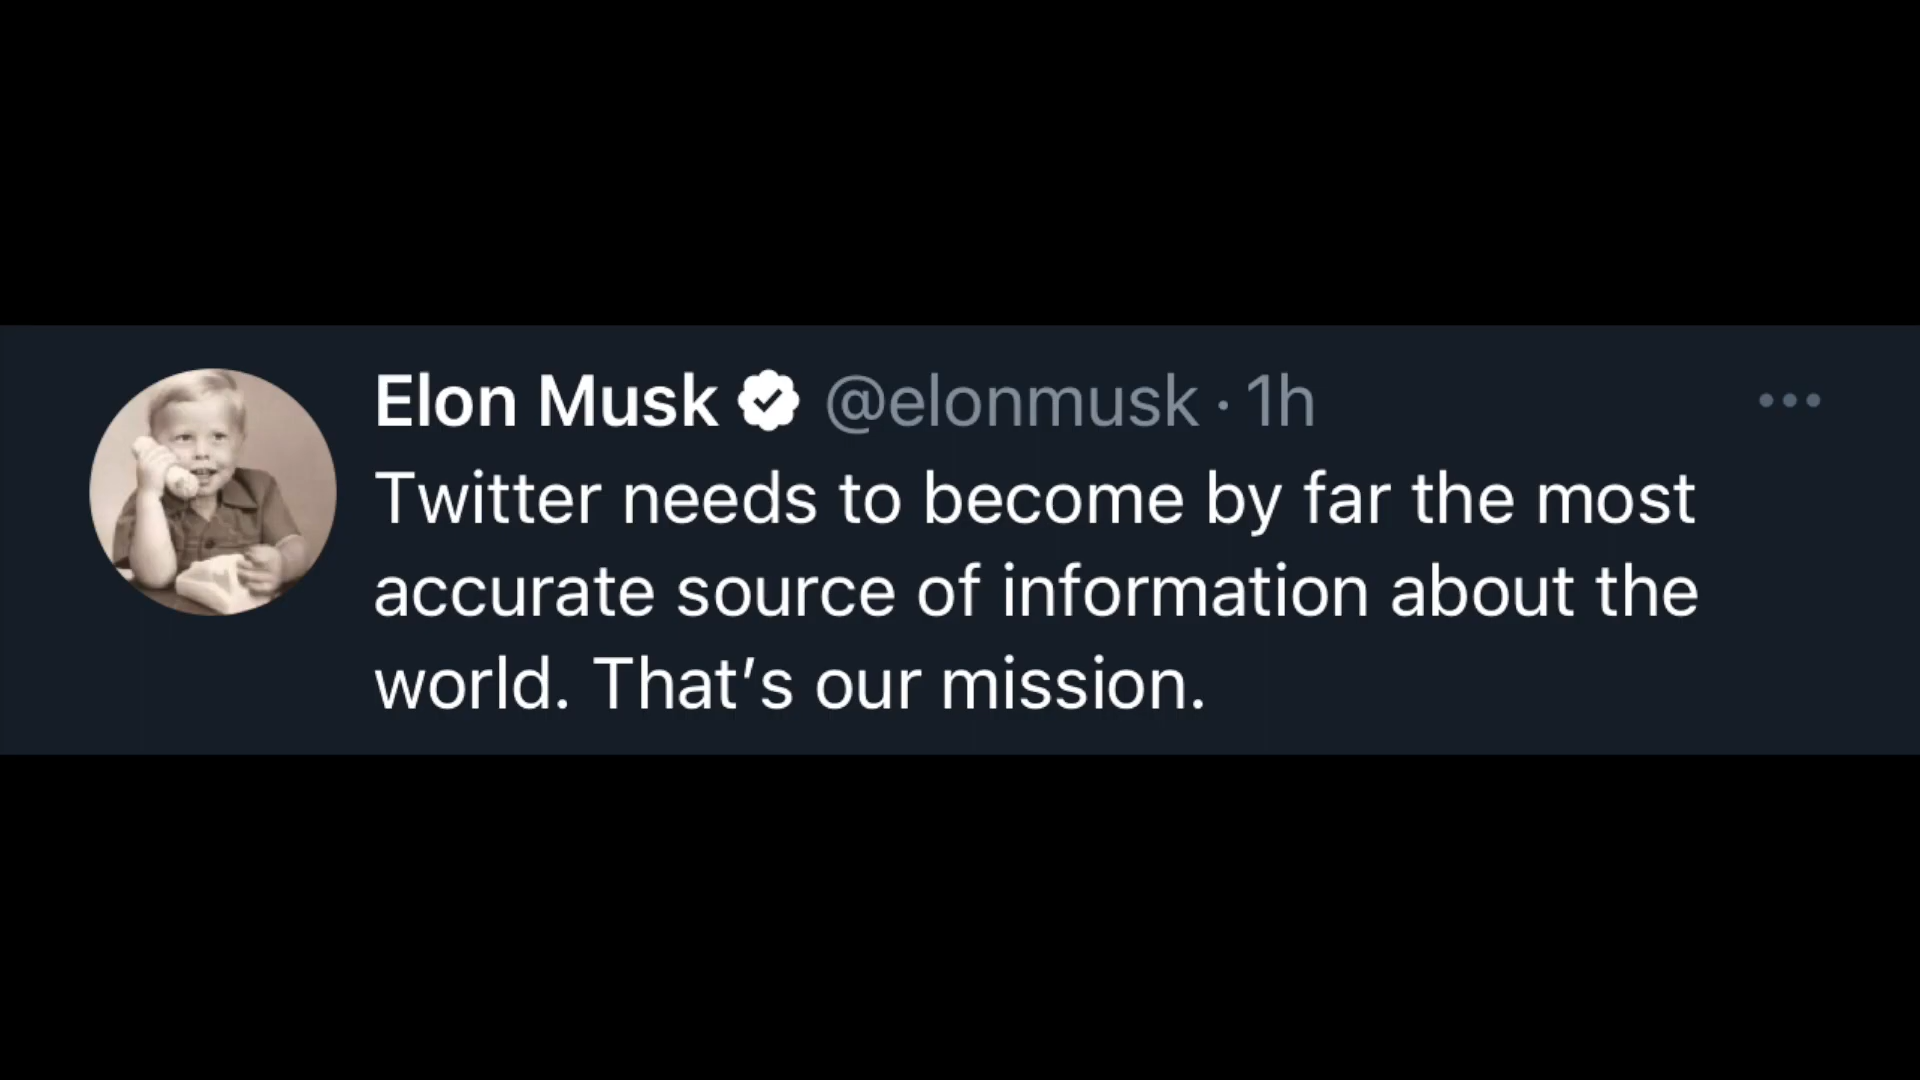 Elon Musk @elonmusk · 1h
Twitter needs to become by far the most
accurate source of information about the
world. That’s our mission.